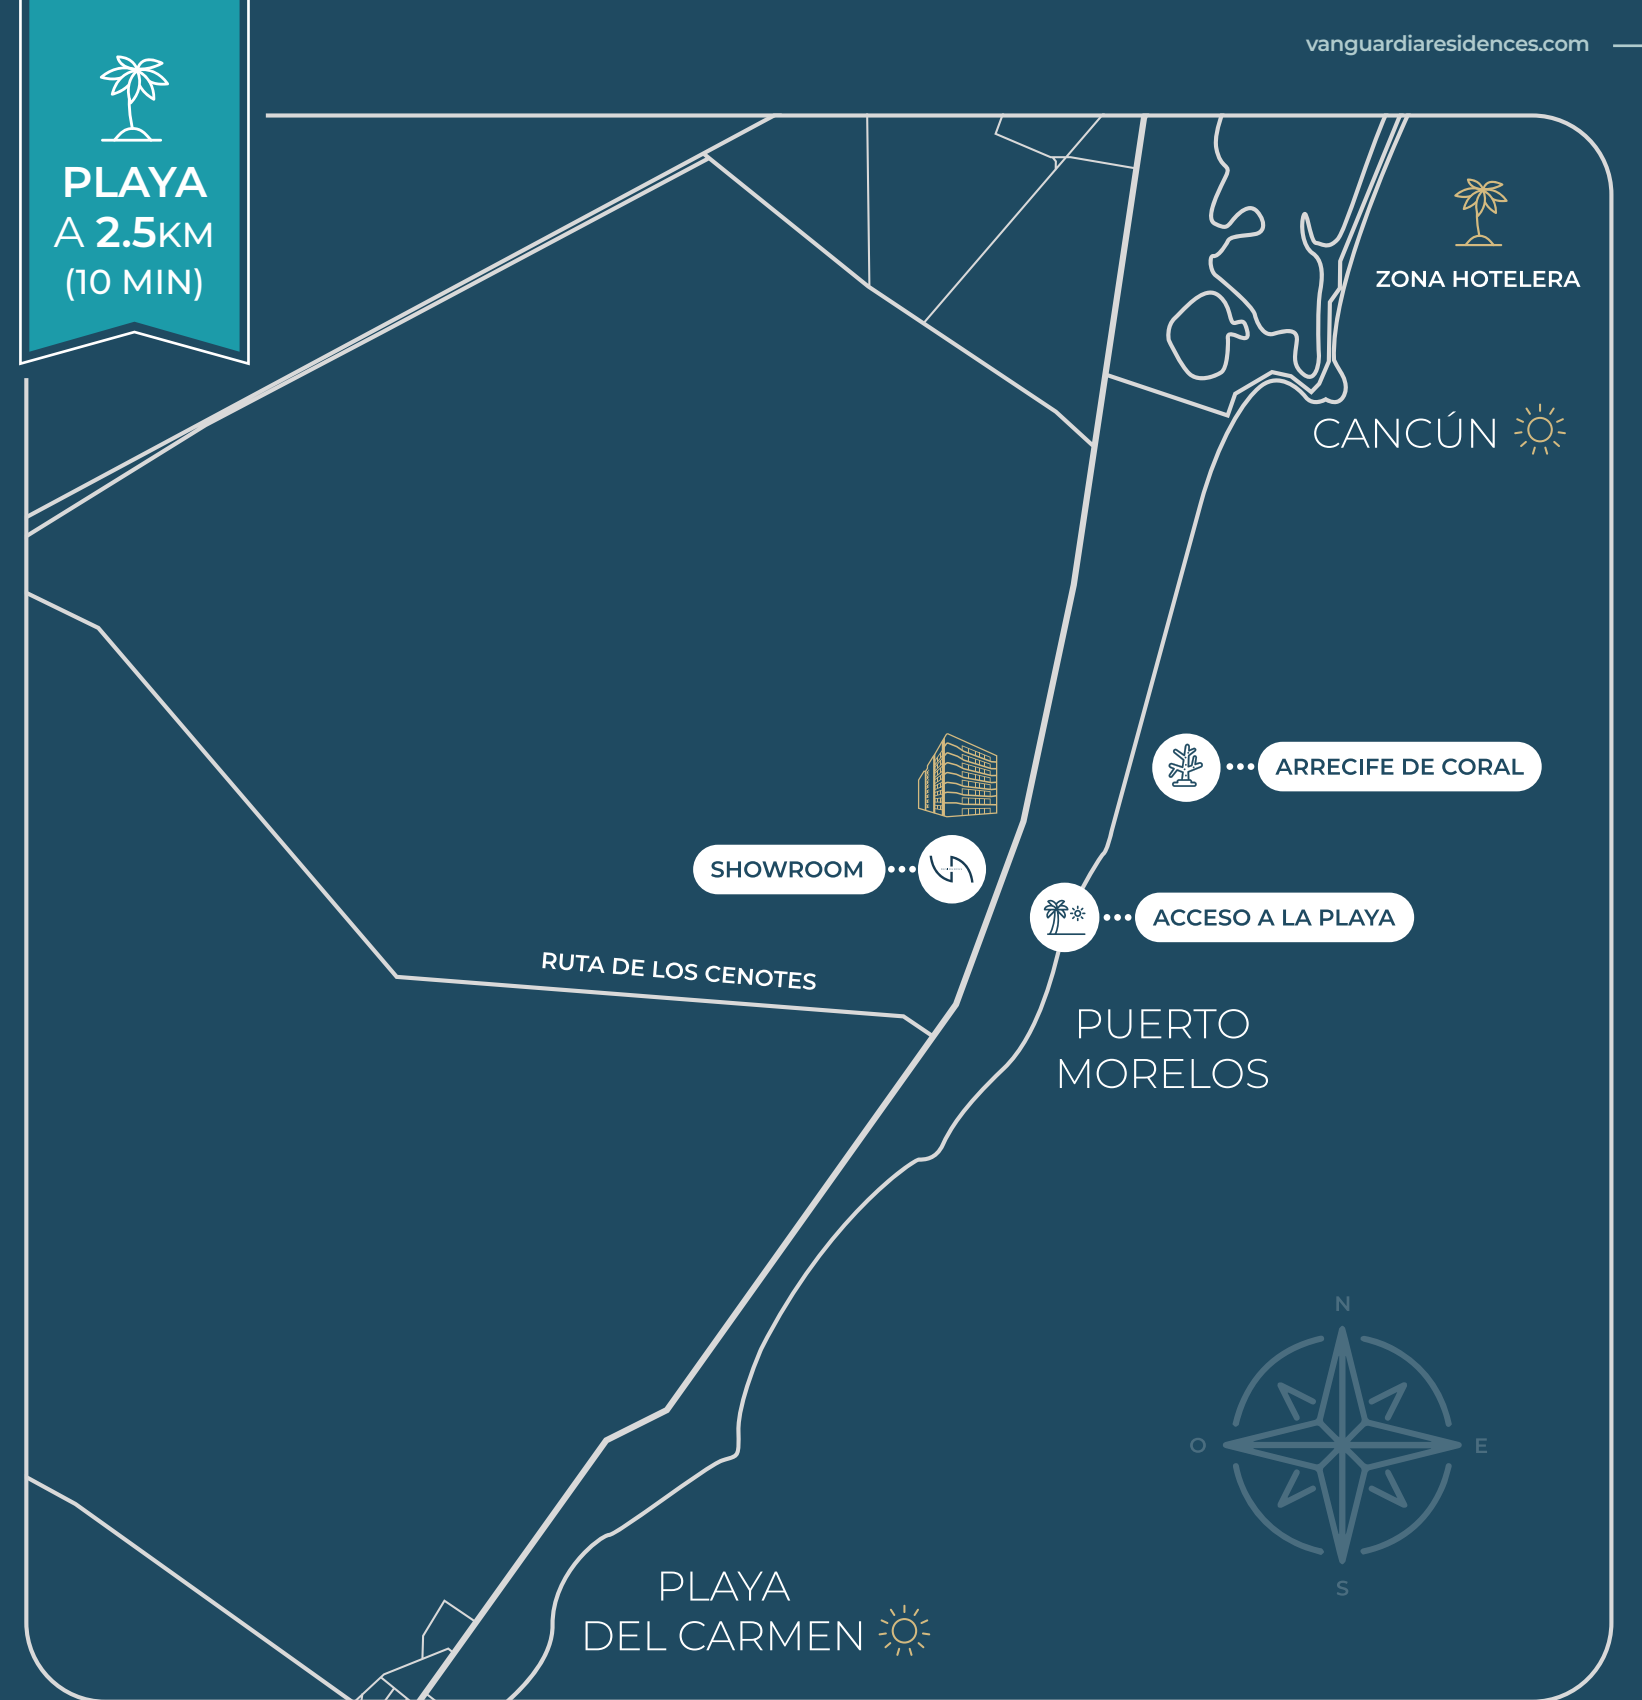 vanguardiaresidences.com
PLAYA
A 2.5KM
(10 MIN)
ZONA HOTELERA
CANCÚN
ARRECIFE DE CORAL
SHOWROOM
ACCESO A LA PLAYA
RUTA DE LOS CENOTES
PUERTO
MORELOS
N
O
E
S
PLAYA
DEL CARMEN